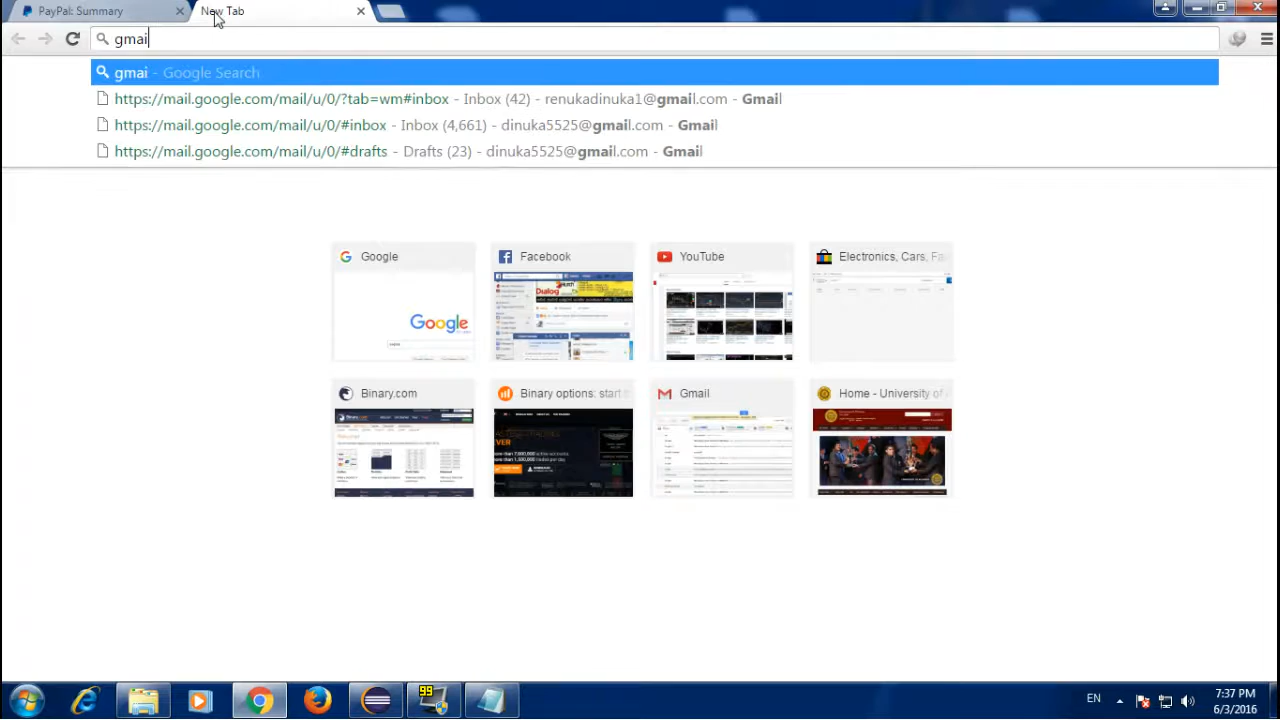 PayPal: Summary
New Tab
gmai
gmai - Google Search
https://mail.google.com/mail/u/0/?tab=wm#inbox - Inbox (42) - renukadinuka1@gmail.com - Gmail
https://mail.google.com/mail/u/0/#inbox - Inbox (4,661) - dinuka5525@gmail.com - Gmail
https://mail.google.com/mail/u/0/#drafts - Drafts (23) - dinuka5525@gmail.com - Gmail
Google
Facebook
YouTube
Electronics, Cars, Fa
Google
Dialog
Binary.com
Binary options: start
Gmail
Home - University of
EVER
99
EN
7:37 PM
6/3/2016